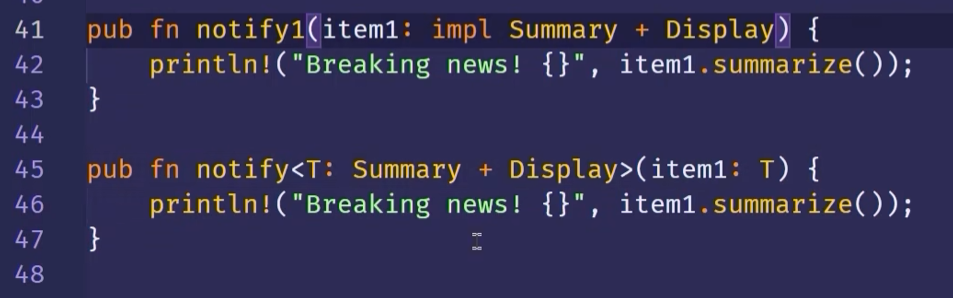 41 pub fn notify1(item1: impl Summary + Display) {
42     println!("Breaking news! {}", item1.summarize());
43 }
44
45 pub fn notify<T: Summary + Display>(item1: T) {
46     println!("Breaking news! {}", item1.summarize());
47 }
48